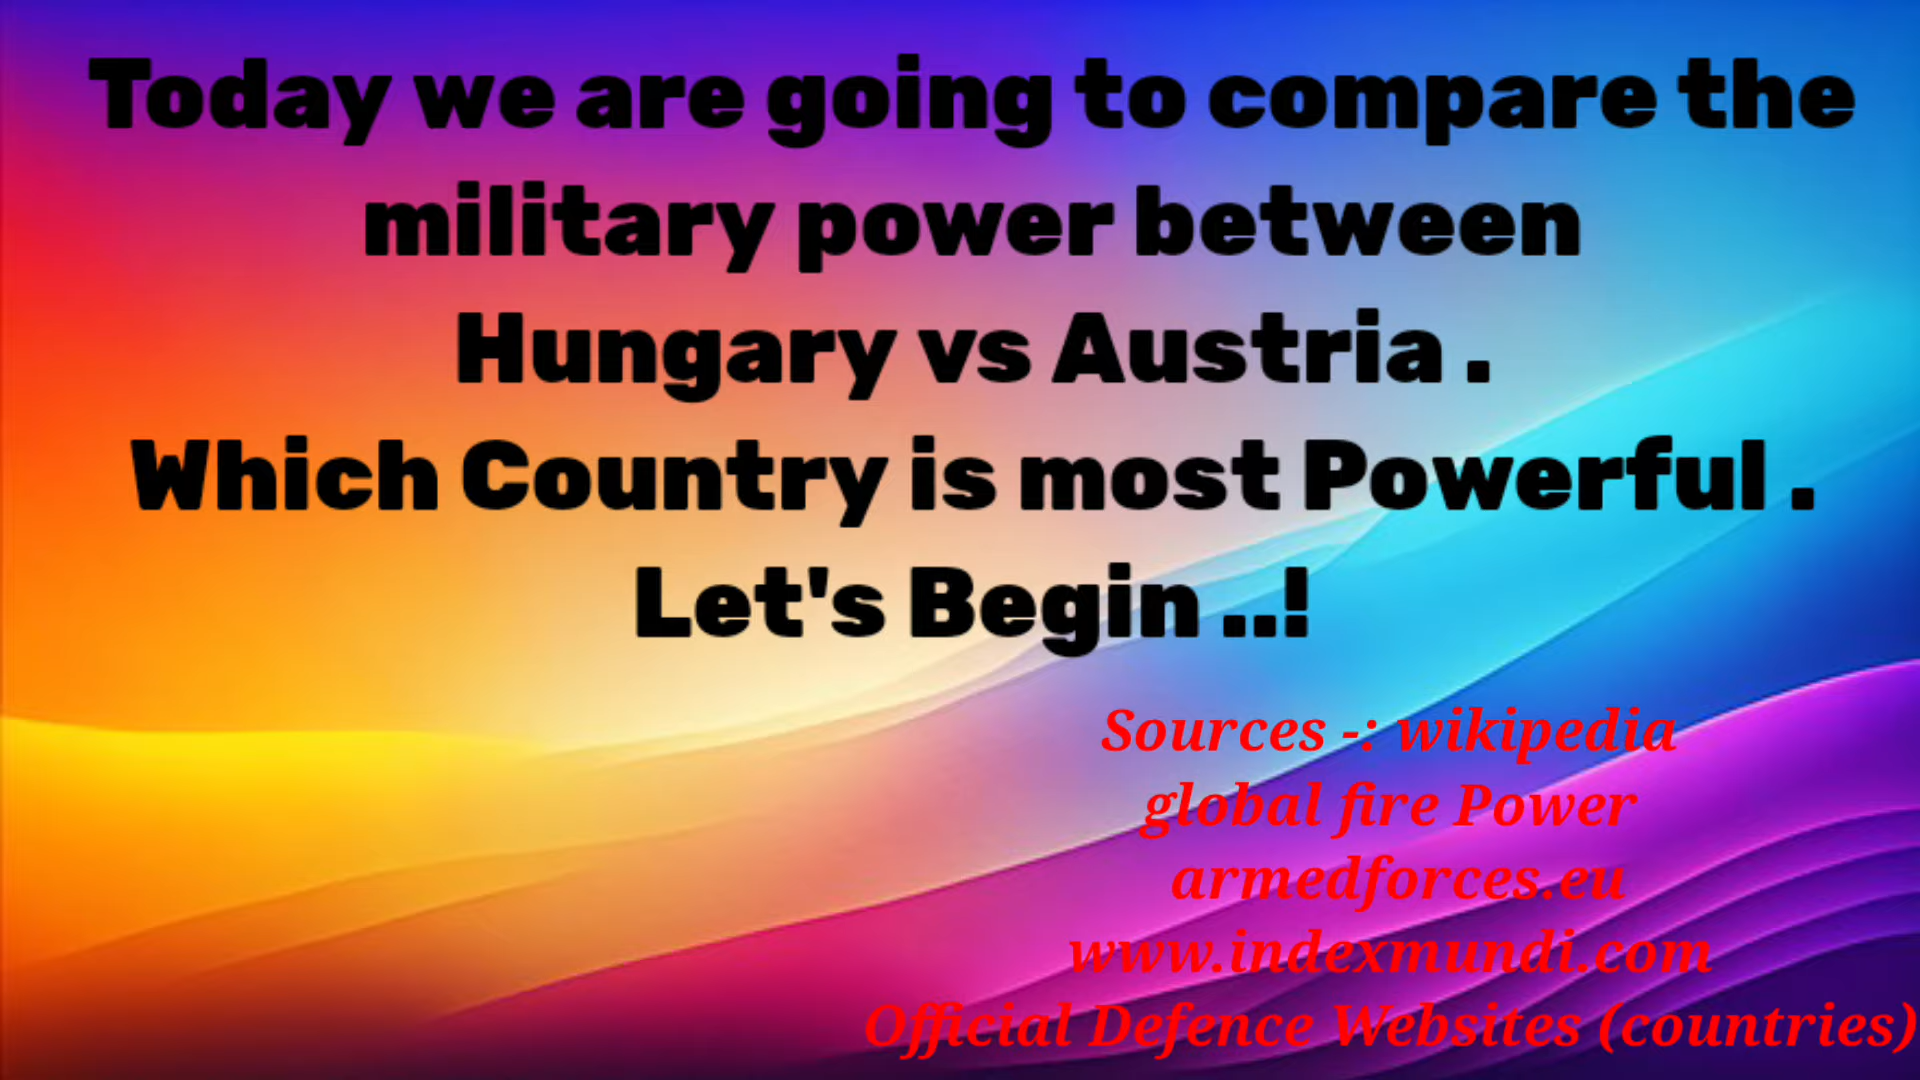 Today we are going to compare the
military power between
Hungary vs Austria .
Which Country is most Powerful .
Let's Begin ..!
Sources -: wikipedia
global fire Power
armedforces.eu
www.indexmundi.com
Official Defence Websites (countries)